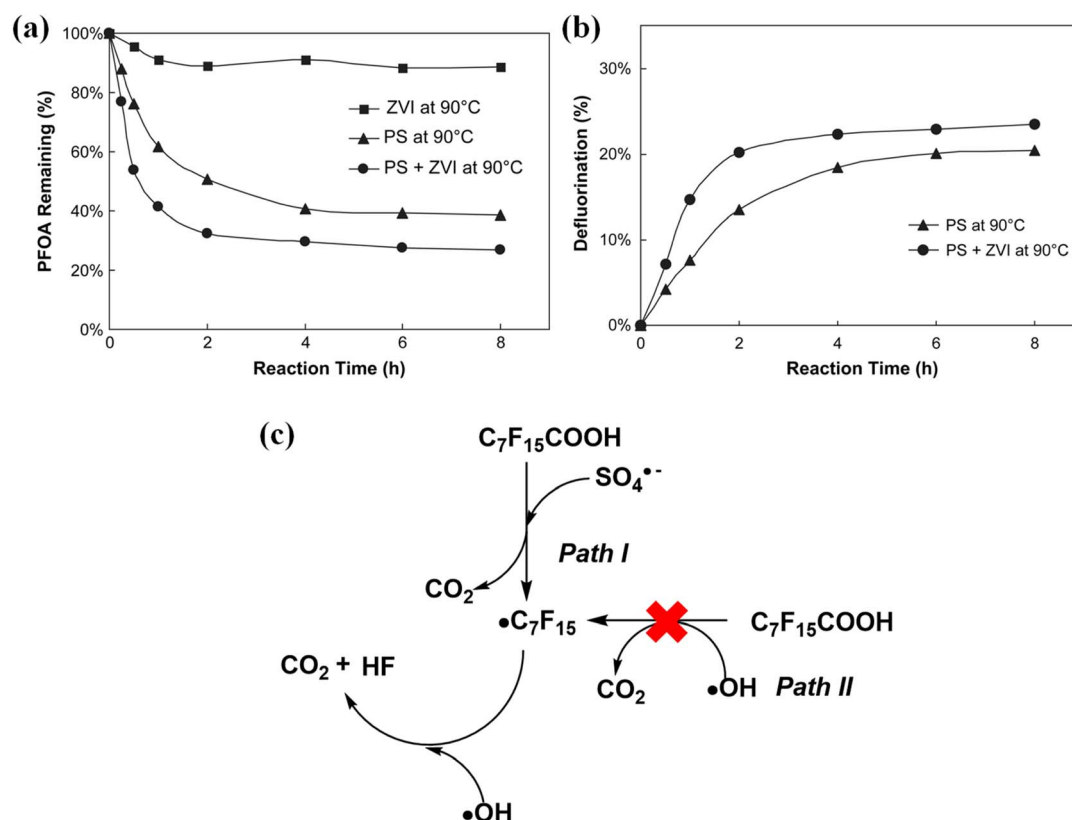 (a)
100%
80%
60%
40%
20%
0%
PFOA Remaining (%)
ZVI at 90°C
PS at 90°C
PS + ZVI at 90°C
0 2 4 6 8
Reaction Time (h)
(b)
30%
20%
10%
0%
Defluorination (%)
PS at 90°C
PS + ZVI at 90°C
0 2 4 6 8
Reaction Time (h)
(c)
C₇F₁₅COOH
SO₄•-
Path I
CO₂
•C₇F₁₅
C₇F₁₅COOH
CO₂
•OH Path II
CO₂ + HF
•OH